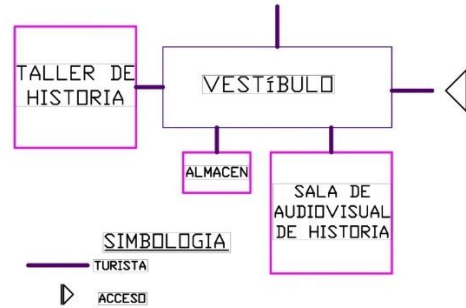 TALLER DE
HISTORIA
VESTíBULO
ALMACEN
SALA DE
AUDIOVISUAL
DE HISTORIA
SIMBOLOGIA
TURISTA
ACCESO